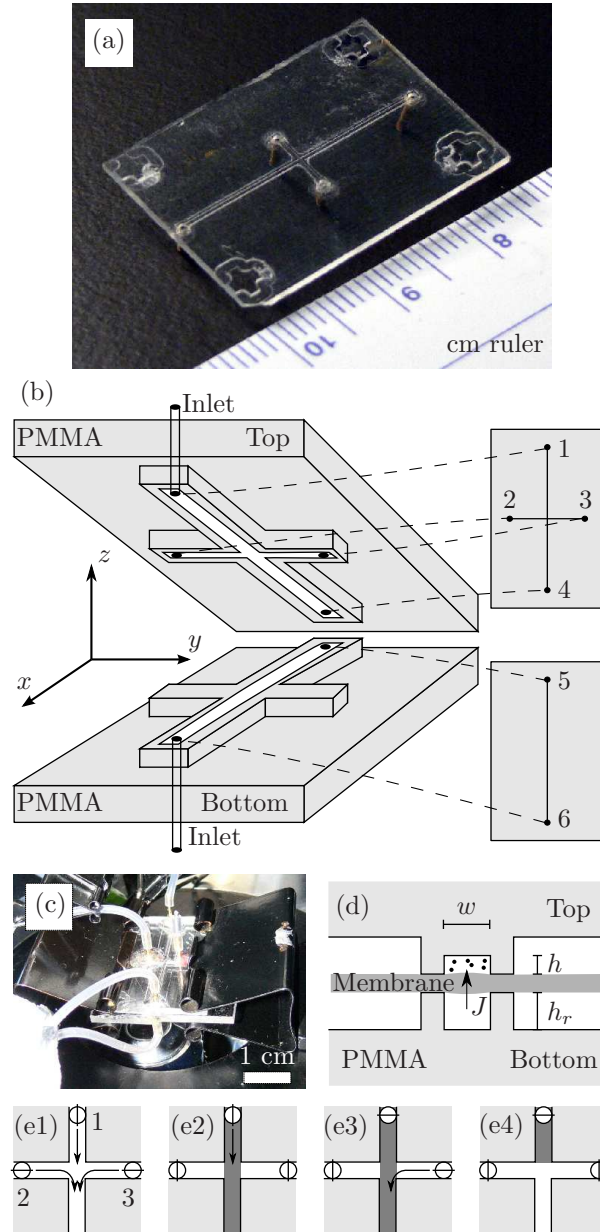 (a)
8
9
10
cm ruler
(b)
Inlet
PMMA Top
1
2 3
4
z
y
x
5
6
PMMA Bottom
Inlet
(c)
1 cm
(d)
w
Top
h
Membrane
J
h_r
PMMA Bottom
(e1) 1 2 3
(e2)
(e3)
(e4)